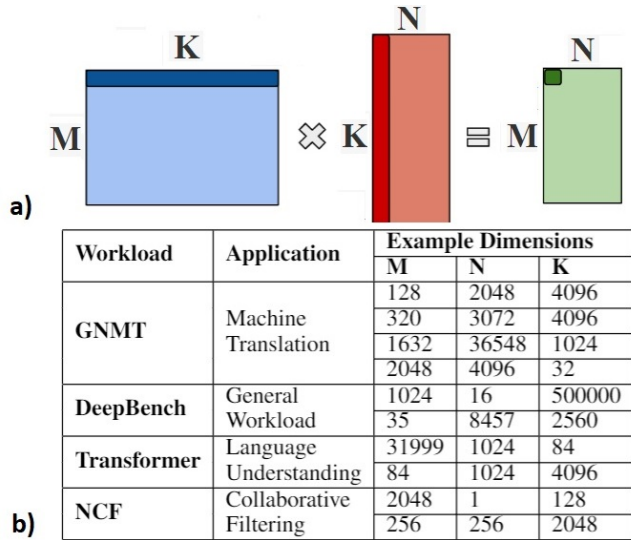 K
N
N
M
K
M
a)
Workload Application Example Dimensions
M N K
GNMT Machine Translation 128 2048 4096
320 3072 4096
1632 36548 1024
2048 4096 32
DeepBench General Workload 1024 16 500000
35 8457 2560
Transformer Language Understanding 31999 1024 84
84 1024 4096
NCF Collaborative Filtering 2048 1 128
256 256 2048
b)